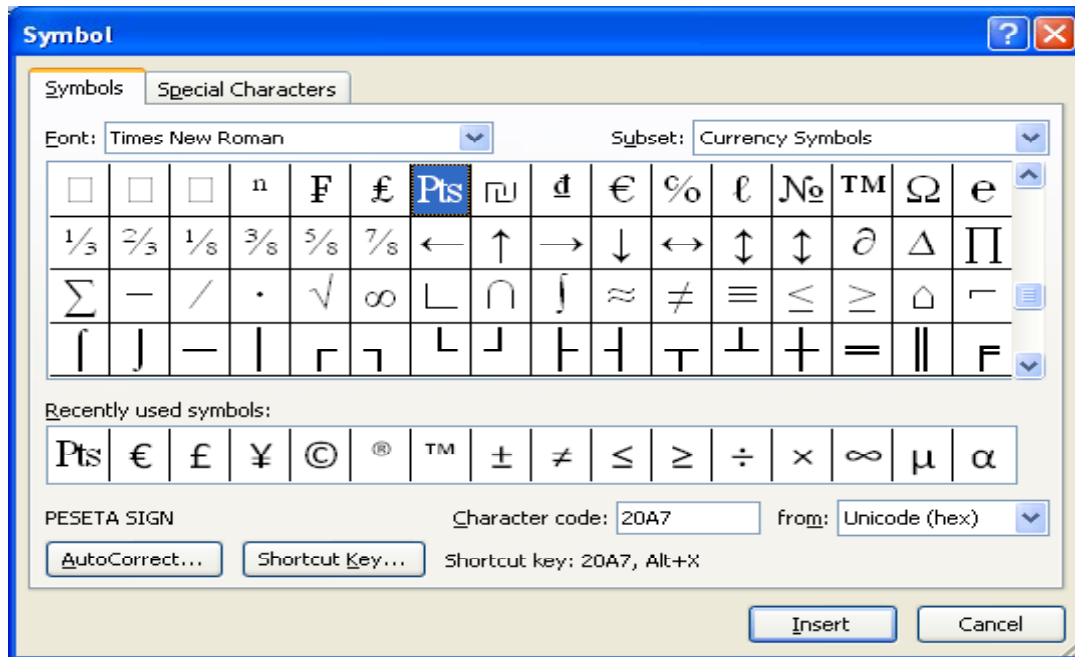 Symbol
Symbols Special Characters
Font: Times New Roman Subset: Currency Symbols
□ □ □ ⁿ ₣ ₤ ₧ ₪ ₫ € ℅ ℓ № ™ Ω ℮
⅓ ⅔ ⅛ ⅜ ⅝ ⅞ ← ↑ → ↓ ↔ ↕ ↨ ∂ ∆ ∏
∑ − ∕ ∙ √ ∞ ∟ ∩ ∫ ≈ ≠ ≡ ≤ ≥ ⌂ ⌐
⌠ ⌡ ─ │ ┌ ┐ └ ┘ ├ ┤ ┬ ┴ ┼ ═ ║ ╒
Recently used symbols:
₧ € £ ¥ © ® ™ ± ≠ ≤ ≥ ÷ × ∞ µ α
PESETA SIGN Character code: 20A7 from: Unicode (hex)
AutoCorrect... Shortcut Key... Shortcut key: 20A7, Alt+X
Insert Cancel